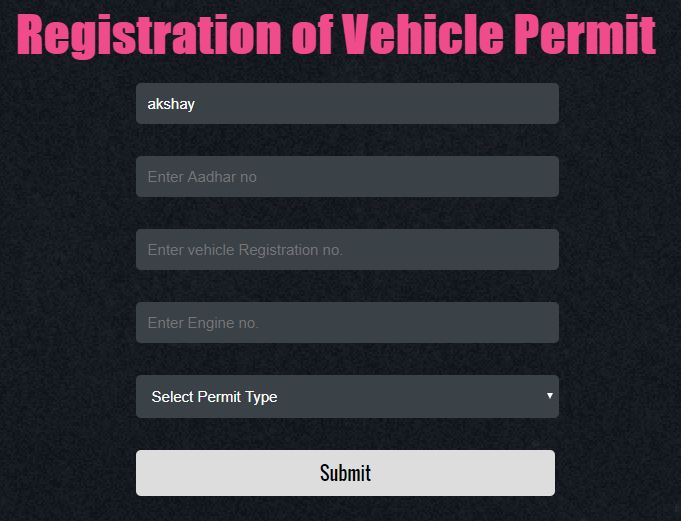 Registration of Vehicle Permit
akshay
Enter Aadhar no
Enter vehicle Registration no.
Enter Engine no.
Select Permit Type
Submit